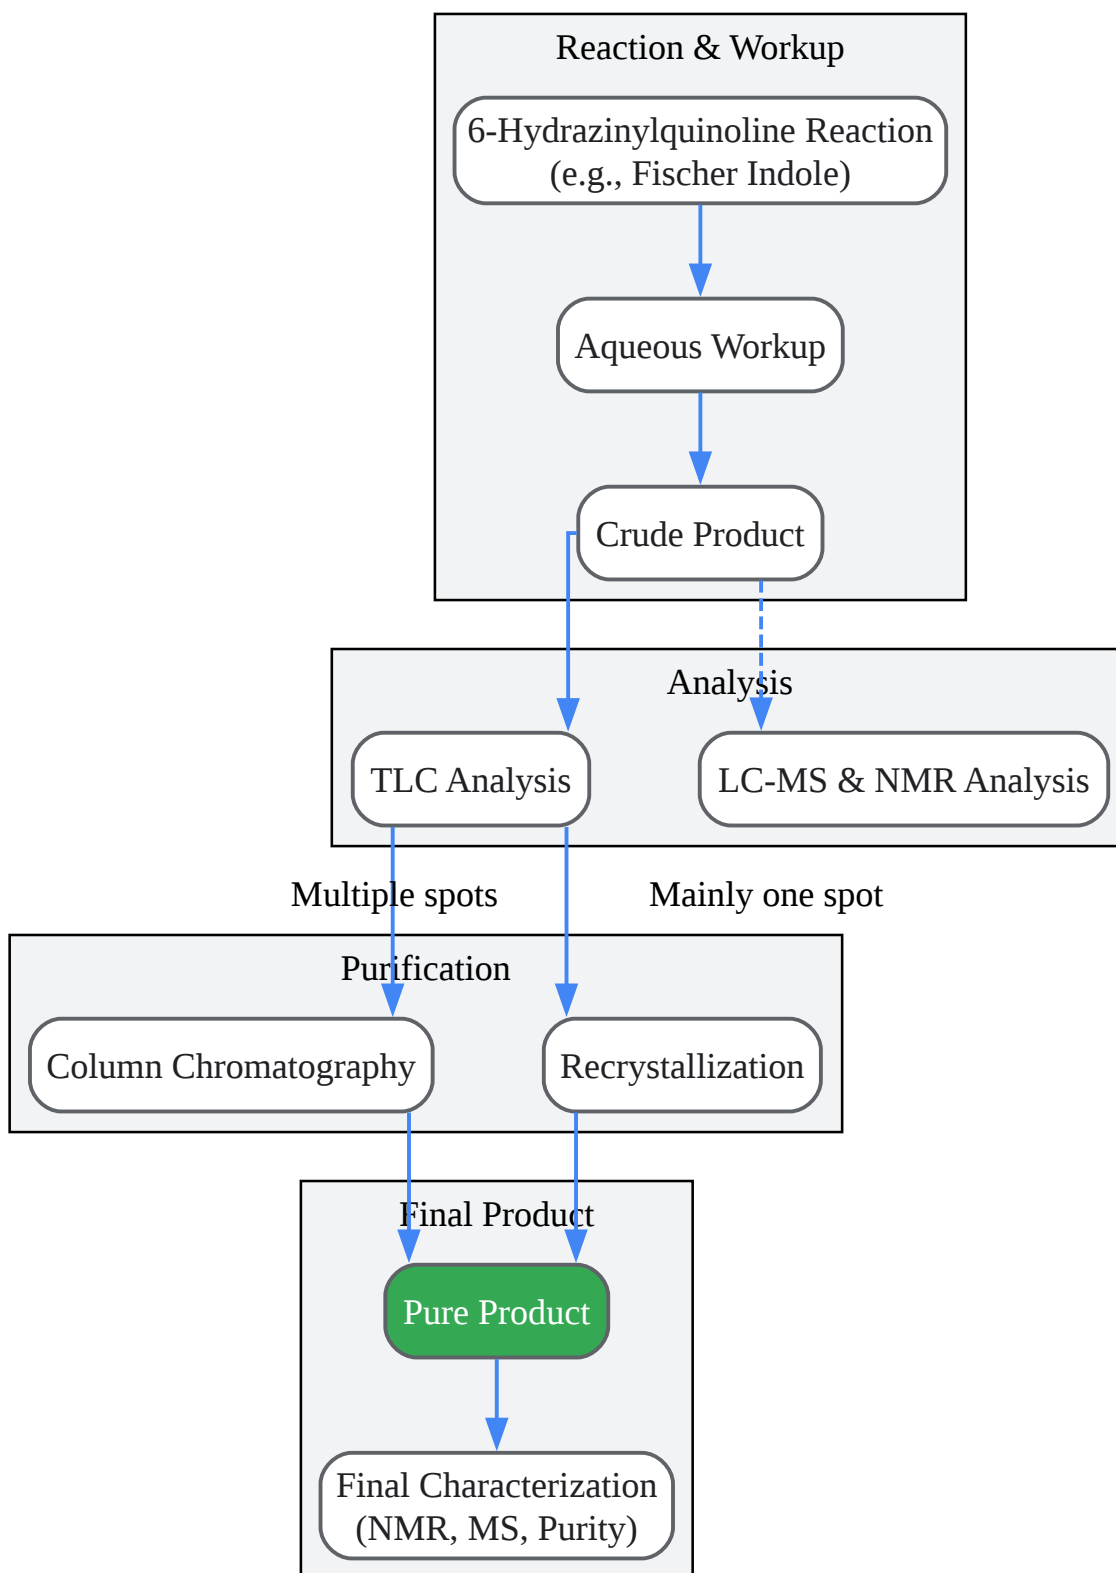 Reaction & Workup
6-Hydrazinylquinoline Reaction
(e.g., Fischer Indole)
Aqueous Workup
Crude Product
Analysis
TLC Analysis
LC-MS & NMR Analysis
Multiple spots
Mainly one spot
Purification
Column Chromatography
Recrystallization
Final Product
Pure Product
Final Characterization
(NMR, MS, Purity)